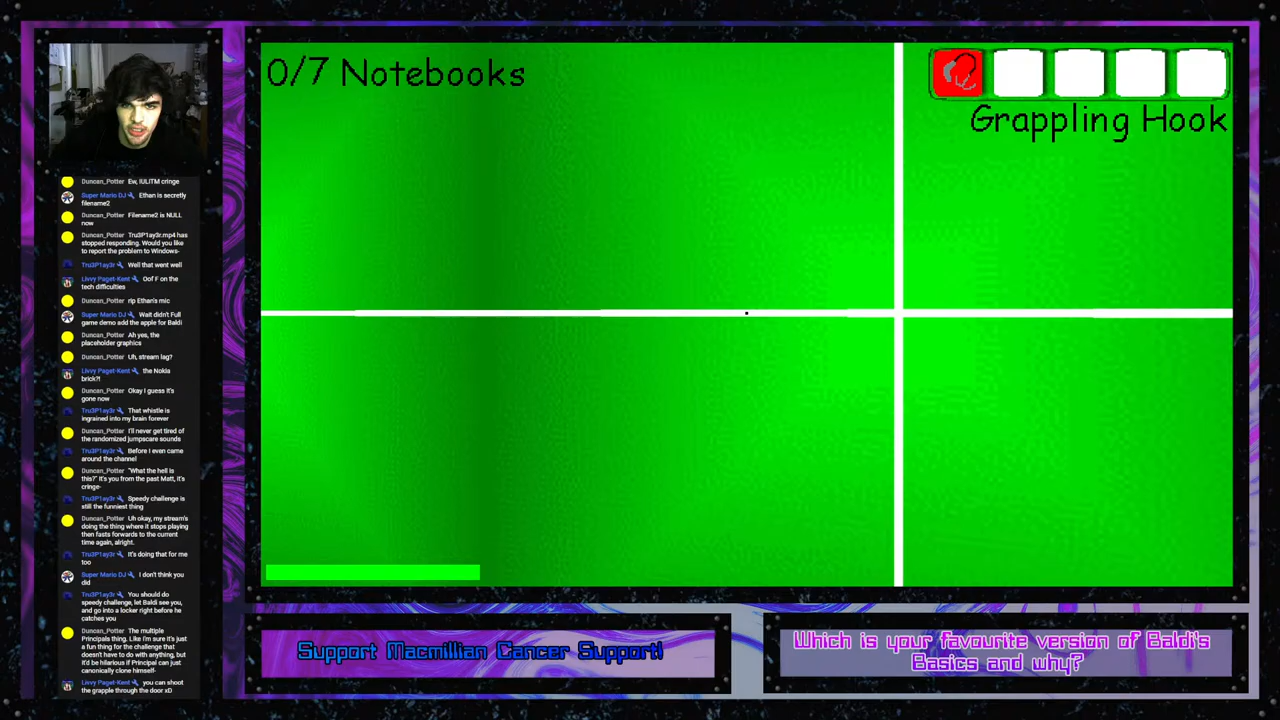 0/7 Notebooks
Grappling Hook
Duncan_Potter Ew, IULITM cringe
Super Mario DJ Ethan is secretly
filename2
Duncan_Potter Filename2 is NULL
now
Duncan_Potter Tru3P1ay3r.mp4 has
stopped responding. Would you like
to report the problem to Windows-
Tru3P1ay3r Well that went well
Livvy Paget-Kent Oof F on the
tech difficulties
Duncan_Potter rip Ethan's mic
Super Mario DJ Wait didn't Full
game demo add the apple for Baldi
Duncan_Potter Ah yes, the
placeholder graphics
Duncan_Potter Uh, stream lag?
Livvy Paget-Kent the Nokia
brick?!
Duncan_Potter Okay I guess it's
gone now
Tru3P1ay3r That whistle is
ingrained into my brain forever
Duncan_Potter I'll never get tired of
the randomized jumpscare sounds
Tru3P1ay3r Before I even came
around the channel
Duncan_Potter "What the hell is
this?" It's you from the past Matt, it's
cringe-
Tru3P1ay3r Speedy challenge is
still the funniest thing
Duncan_Potter Uh okay, my stream's
doing the thing where it stops playing
then fasts forwards to the current
time again, alright.
Tru3P1ay3r It's doing that for me
too
Super Mario DJ I don't think you
did
Tru3P1ay3r You should do
speedy challenge, let Baldi see you,
and go into a locker right before he
catches you
Duncan_Potter The multiple
Principals thing. Like I'm sure it's just
a fun thing for the challenge that
doesn't have to do with anything, but
it'd be hilarious if Principal can just
canonically clone himself-
Livvy Paget-Kent you can shoot
the grapple through the door xD
Support Macmillian Cancer Support!
Which is your favourite version of Baldi's
Basics and why?